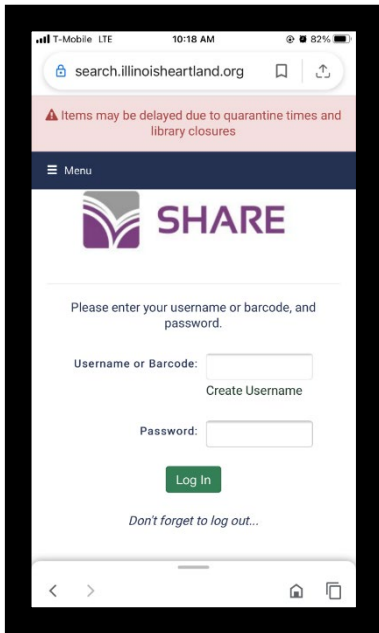 T-Mobile LTE 10:18 AM 82%
search.illinoisheartland.org
Items may be delayed due to quarantine times and
library closures
Menu
SHARE
Please enter your username or barcode, and
password.
Username or Barcode:
Create Username
Password:
Log In
Don't forget to log out...